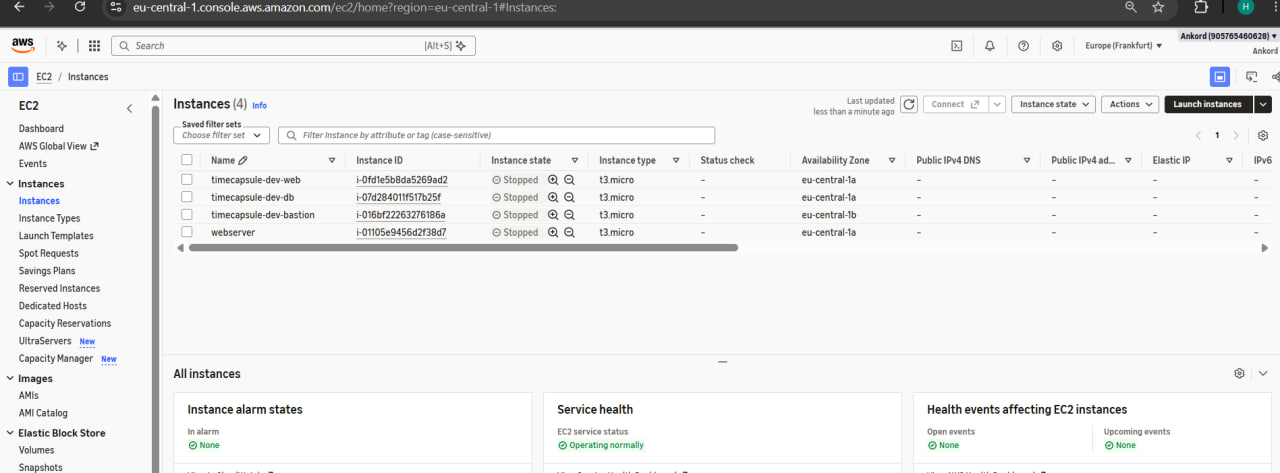 eu-central-1.console.aws.amazon.com/ec2/home?region=eu-central-1#Instances:
H
aws
Search
[Alt+S]
Europe (Frankfurt)
Ankord (905765460628)
Ankord
EC2 / Instances
EC2
Dashboard
AWS Global View
Events
Instances
Instances
Instance Types
Launch Templates
Spot Requests
Savings Plans
Reserved Instances
Dedicated Hosts
Capacity Reservations
UltraServers New
Capacity Manager New
Images
AMIs
AMI Catalog
Elastic Block Store
Volumes
Snapshots
Instances (4) Info
Last updated
less than a minute ago
Connect
Instance state
Actions
Launch instances
Saved filter sets
Choose filter set
Filter Instance by attribute or tag (case-sensitive)
1
Name Instance ID Instance state Instance type Status check Availability Zone Public IPv4 DNS Public IPv4 ad... Elastic IP IPv6
timecapsule-dev-web i-0fd1e5b8da5269ad2 Stopped t3.micro – eu-central-1a – – – –
timecapsule-dev-db i-07d284011f517b25f Stopped t3.micro – eu-central-1a – – – –
timecapsule-dev-bastion i-016bf22263276186a Stopped t3.micro – eu-central-1b – – – –
webserver i-01105e9456d2f38d7 Stopped t3.micro – eu-central-1a – – – –
All instances
Instance alarm states
In alarm
None
Service health
EC2 service status
Operating normally
Health events affecting EC2 instances
Open events Upcoming events
None None